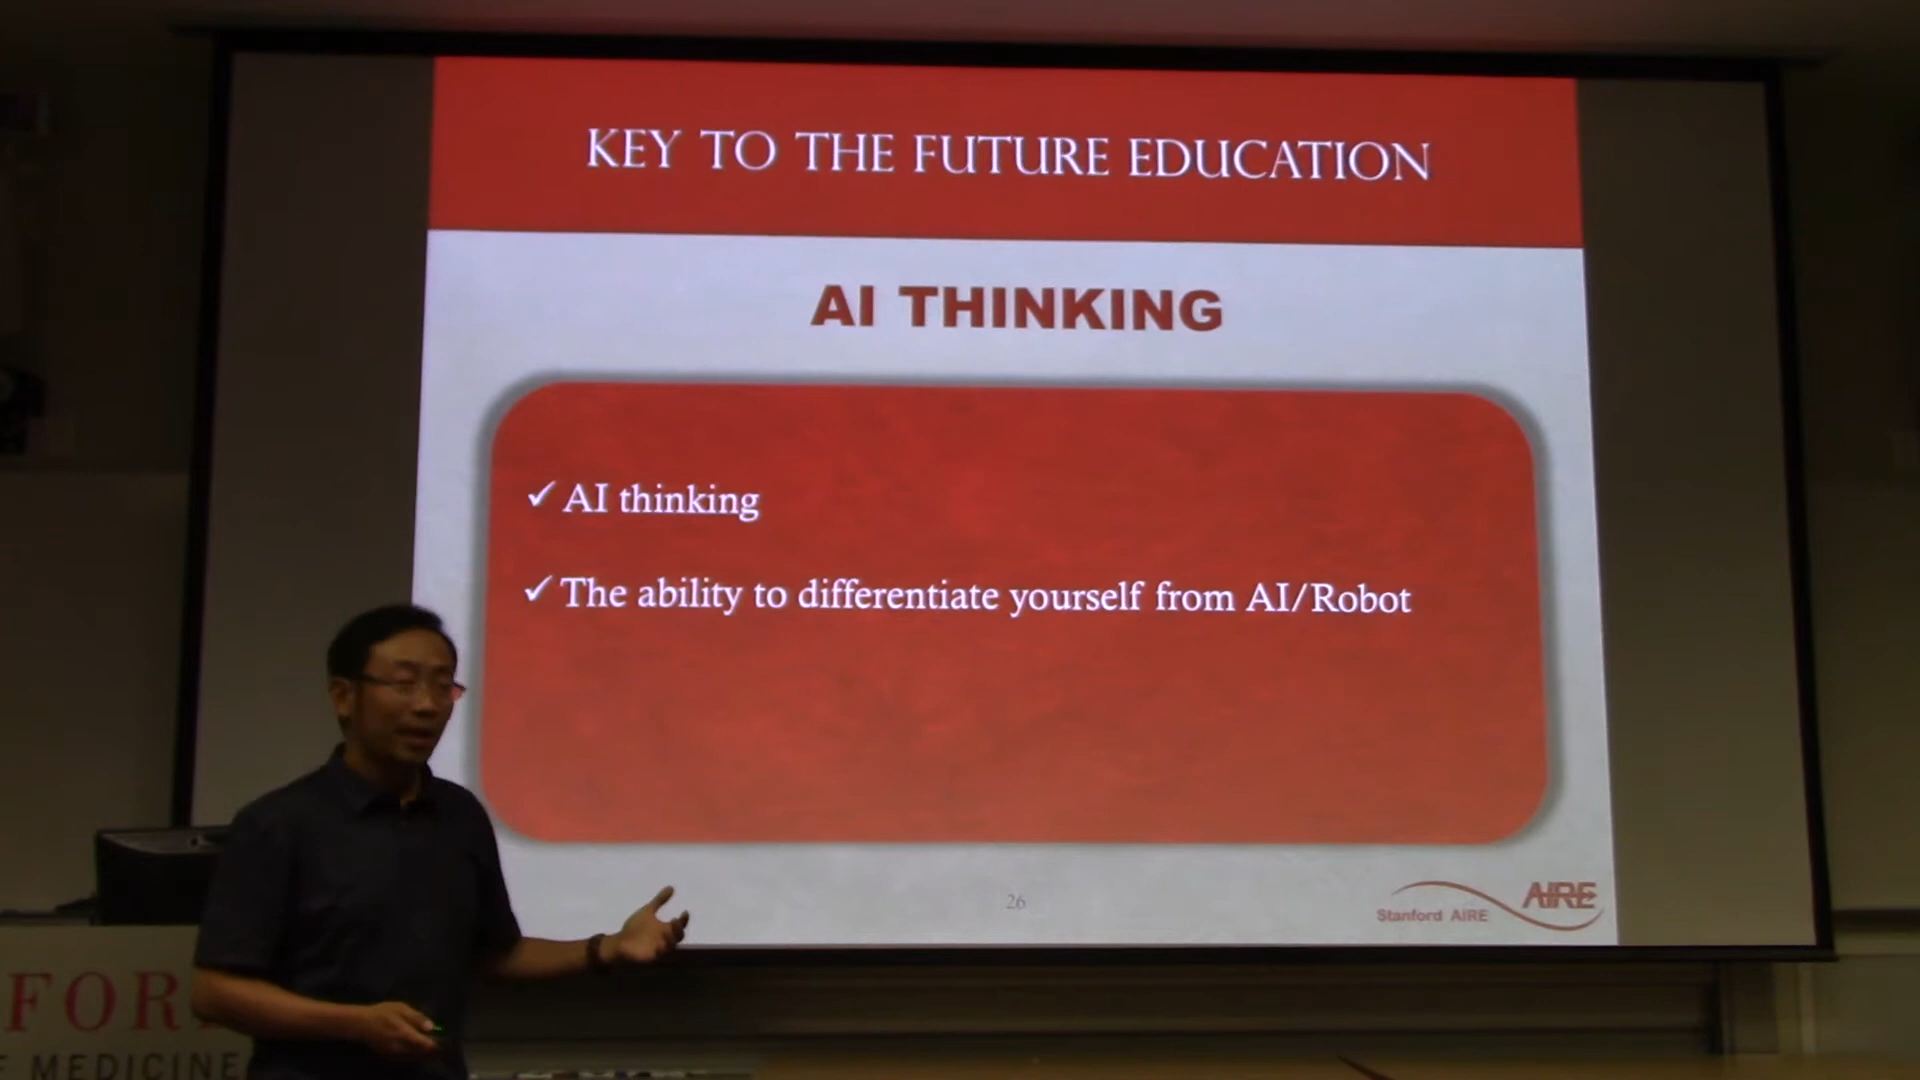 KEY TO THE FUTURE EDUCATION
AI THINKING
✓ AI thinking
✓ The ability to differentiate yourself from AI/Robot
26
Stanford AIRE
AIRE
FOR
MEDICINE